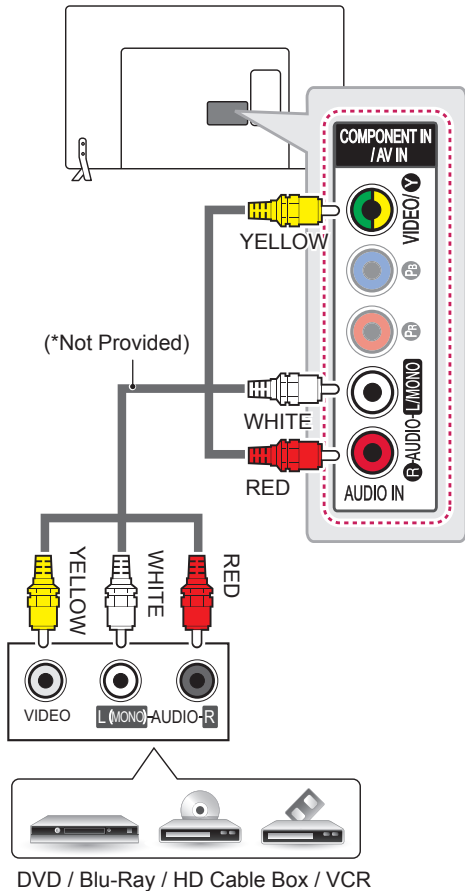 COMPONENT IN
/ AV IN
VIDEO/Y
YELLOW
PB
PR
(*Not Provided)
WHITE
L/MONO
R-AUDIO-
RED
AUDIO IN
YELLOW
WHITE
RED
VIDEO
L(MONO)-AUDIO-R
DVD / Blu-Ray / HD Cable Box / VCR